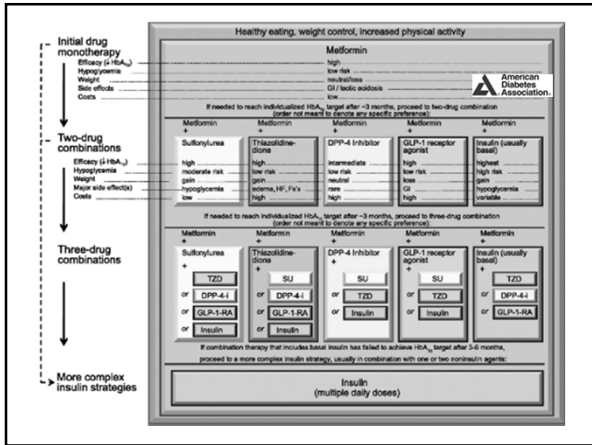 Healthy eating, weight control, increased physical activity
Initial drug monotherapy
Metformin
Efficacy (↓ HbA1c) high
Hypoglycemia low risk
Weight neutral/loss
Side effects GI / lactic acidosis
Costs low
American Diabetes Association.
If needed to reach individualized HbA1c target after ~3 months, proceed to two-drug combination
(order not meant to denote any specific preference):
Two-drug combinations
Metformin + Metformin + Metformin + Metformin + Metformin +
Sulfonylurea Thiazolidine-dione DPP-4 Inhibitor GLP-1 receptor agonist Insulin (usually basal)
Efficacy (↓ HbA1c) high high intermediate high highest
Hypoglycemia moderate risk low risk low risk low risk high risk
Weight gain gain neutral loss gain
Major side effect(s) hypoglycemia edema, HF, Fx's rare GI hypoglycemia
Costs low high high high variable
If needed to reach individualized HbA1c target after ~3 months, proceed to three-drug combination
(order not meant to denote any specific preference):
Three-drug combinations
Metformin + Metformin + Metformin + Metformin + Metformin +
Sulfonylurea + Thiazolidine-dione + DPP-4 Inhibitor + GLP-1 receptor agonist + Insulin (usually basal) +
TZD SU SU SU TZD
or DPP-4-i or DPP-4-i or TZD or TZD or DPP-4-i
or GLP-1-RA or GLP-1-RA or Insulin or Insulin or GLP-1-RA
or Insulin or Insulin
If combination therapy that includes basal insulin has failed to achieve HbA1c target after 3-6 months,
proceed to a more complex insulin strategy, usually in combination with one or two noninsulin agents:
More complex insulin strategies
Insulin
(multiple daily doses)